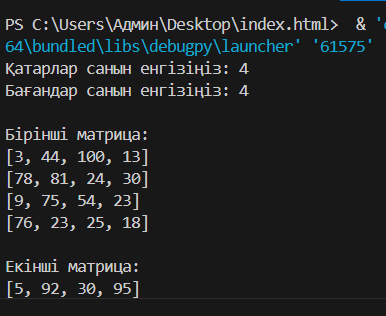 PS C:\Users\Админ\Desktop\index.html>  & '
64\bundled\libs\debugpy\launcher' '61575'
Қатарлар санын енгізіңіз: 4
Бағандар санын енгізіңіз: 4
Бірінші матрица:
[3, 44, 100, 13]
[78, 81, 24, 30]
[9, 75, 54, 23]
[76, 23, 25, 18]
Екінші матрица:
[5, 92, 30, 95]